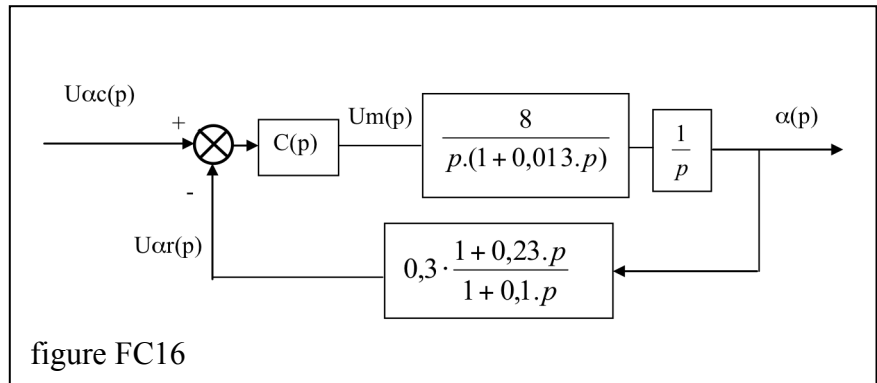 Uαc(p)
+
-
C(p)
Um(p)
8
p.(1+0,013.p)
1
p
α(p)
Uαr(p)
0,3·
1+0,23.p
1+0,1.p
figure FC16